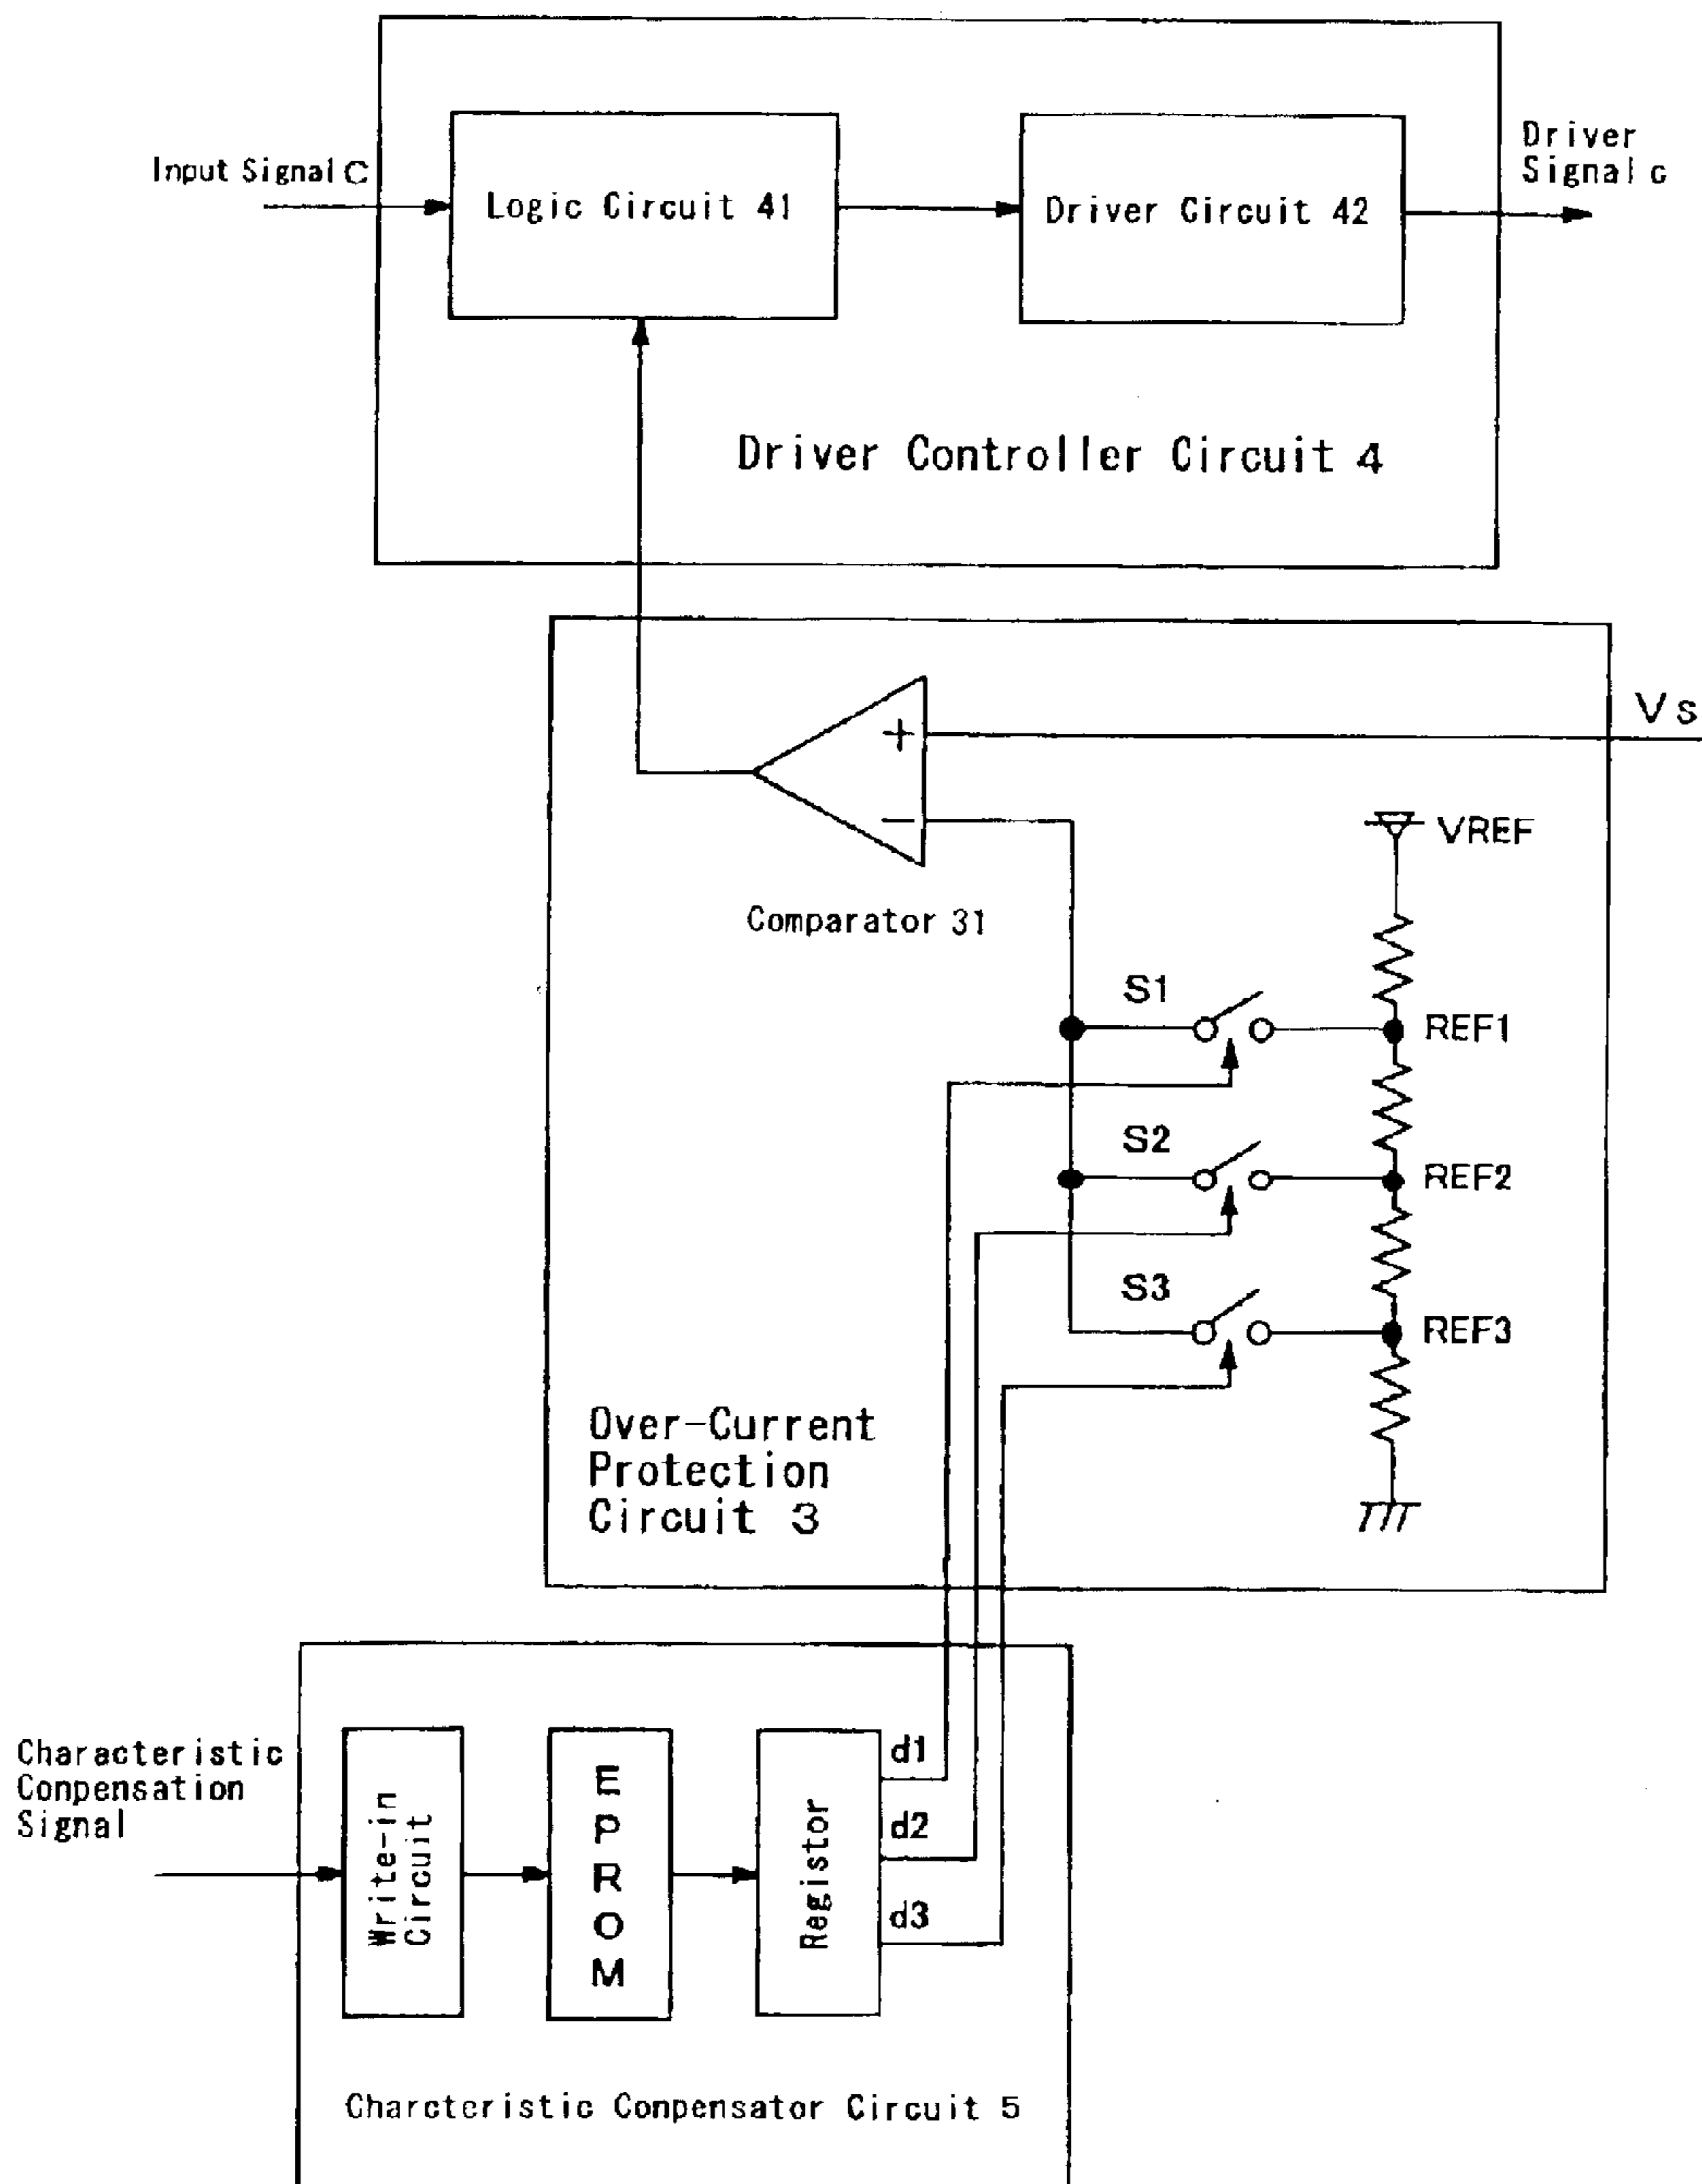 Input Signal C
Logic Circuit 41
Driver Circuit 42
Driver
Signal c
Driver Controller Circuit 4
Vs
+
−
VREF
Comparator 31
S1
REF1
S2
REF2
S3
REF3
Over-Current
Protection
Circuit 3
Characteristic
Conpensation
Signal
Write-in
Circuit
EPROM
Registor
d1
d2
d3
Charcteristic Conpensator Circuit 5